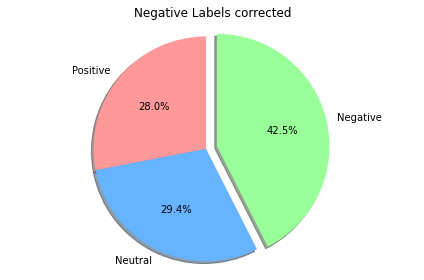 Negative Labels corrected
Positive
28.0%
Negative
42.5%
29.4%
Neutral